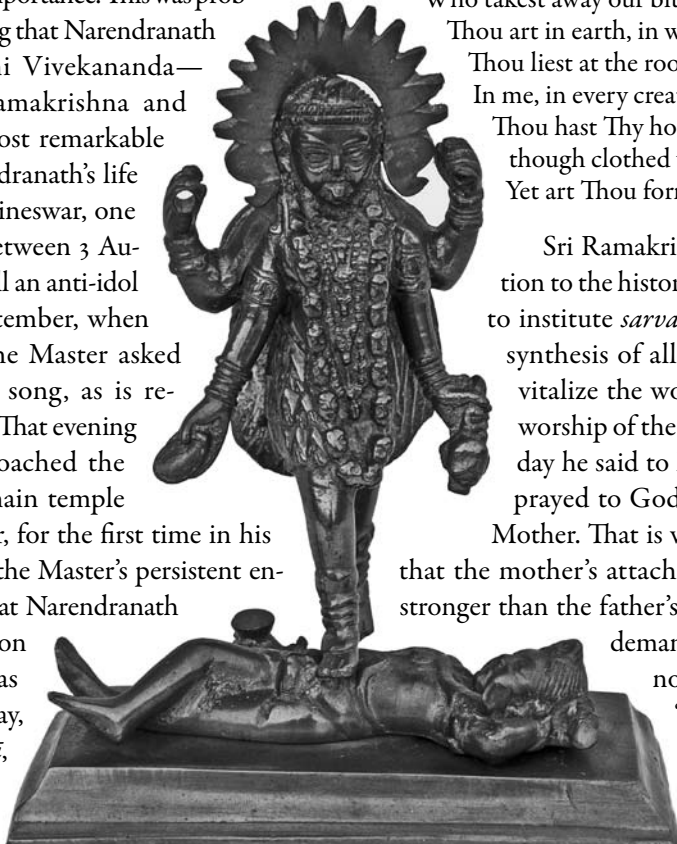 mportance. This was prob
g that Narendranath
i Vivekananda—
amakrishna and
ost remarkable
dranath’s life
ineswar, one
etween 3 Au-
ll an anti-idol
tember, when
he Master asked
song, as is re-
That evening
oached the
main temple
r, for the first time in his
the Master’s persistent en-
at Narendranath
on
as
ay,
Who takest away our bit
Thou art in earth, in w
Thou liest at the roo
In me, in every crea
Thou hast Thy ho
though clothed
Yet art Thou forr
Sri Ramakri
tion to the histor
to institute sarva
synthesis of all
vitalize the wo
worship of the
day he said to
prayed to God
Mother. That is
that the mother’s attach
stronger than the father’s
deman
no